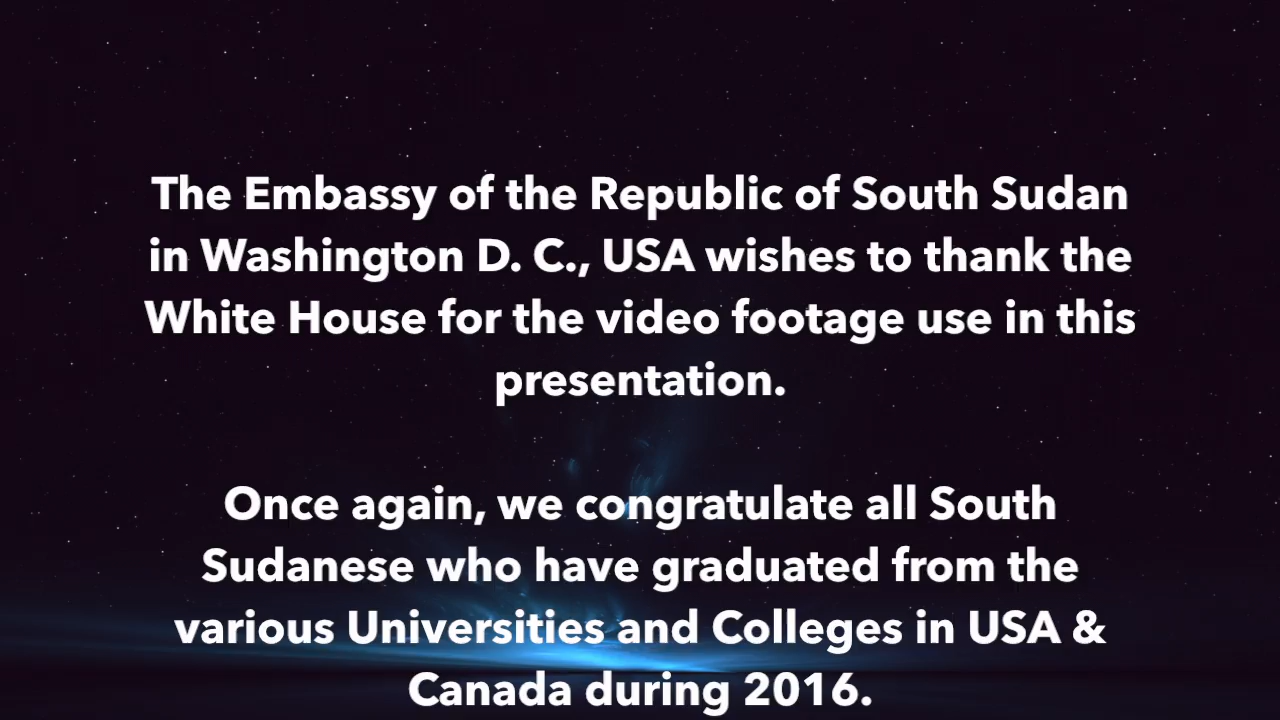 The Embassy of the Republic of South Sudan
in Washington D. C., USA wishes to thank the
White House for the video footage use in this
presentation.
Once again, we congratulate all South
Sudanese who have graduated from the
various Universities and Colleges in USA &
Canada during 2016.